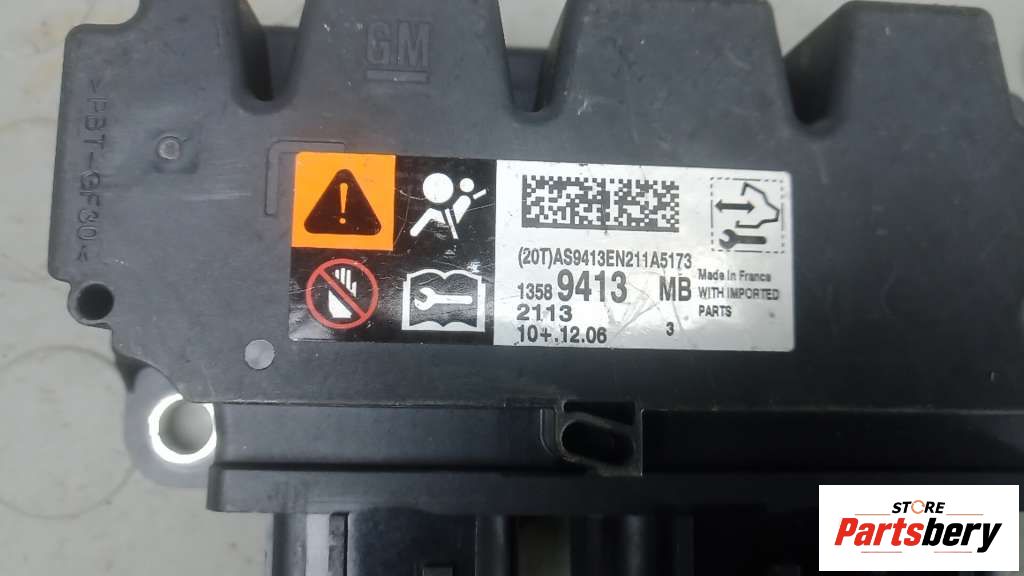 GM
>PBT-GF30<
(20T)AS9413EN211A5173
1358 9413 MB
2113
10+.12.06
3
Made in France
WITH IMPORTED
PARTS
STORE
Partsbery